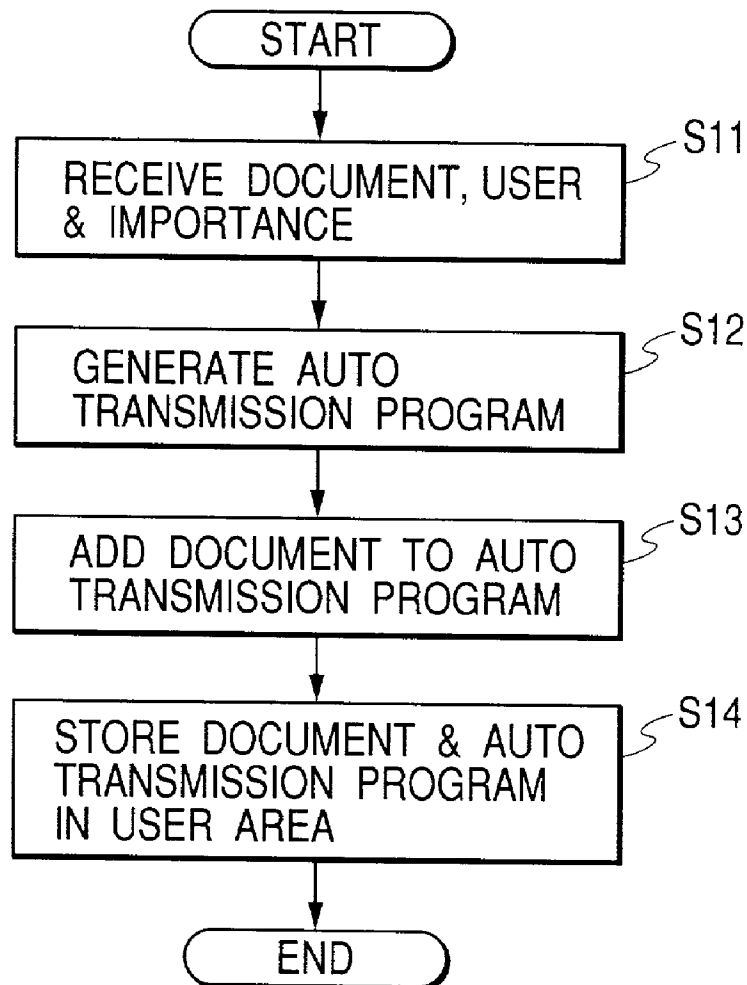 START
S11
RECEIVE DOCUMENT, USER
& IMPORTANCE
S12
GENERATE AUTO
TRANSMISSION PROGRAM
S13
ADD DOCUMENT TO AUTO
TRANSMISSION PROGRAM
S14
STORE DOCUMENT & AUTO
TRANSMISSION PROGRAM
IN USER AREA
END